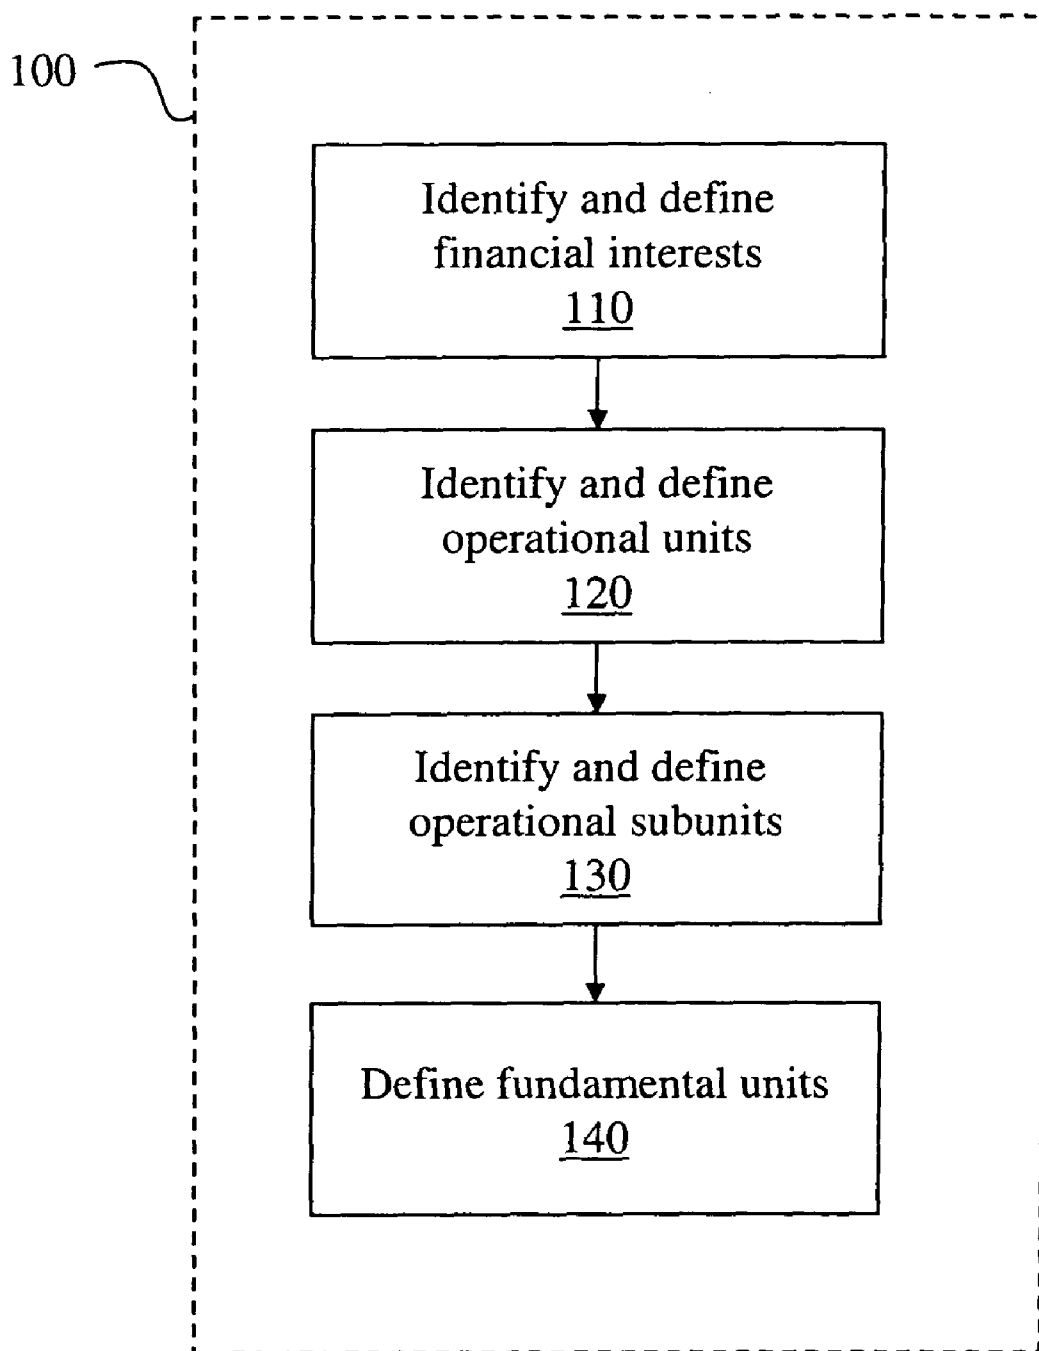 100
Identify and define
financial interests
110
Identify and define
operational units
120
Identify and define
operational subunits
130
Define fundamental units
140